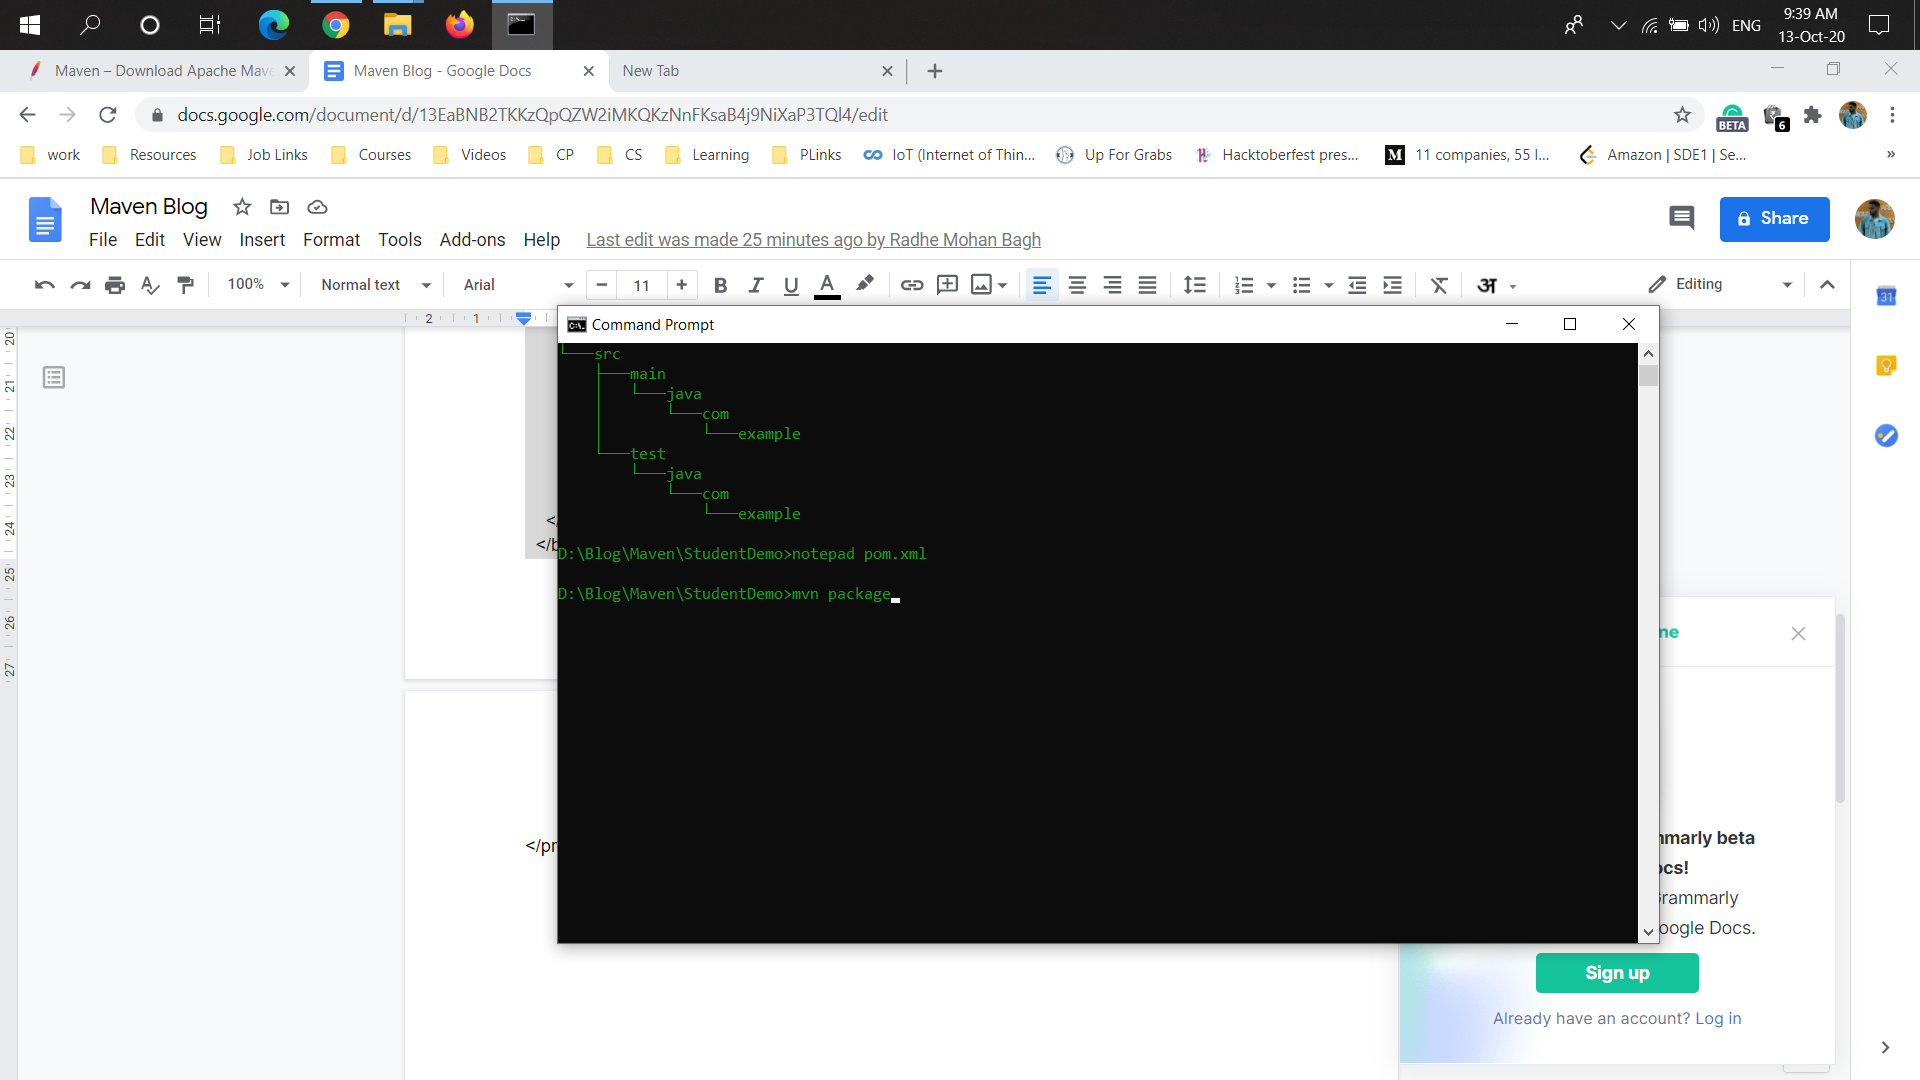 9:39 AM
ENG
13-Oct-20
Maven – Download Apache Mav
Maven Blog - Google Docs
New Tab
docs.google.com/document/d/13EaBNB2TKKzQpQZW2iMKQKzNnFKsaB4j9NiXaP3TQl4/edit
BETA
6
work
Resources
Job Links
Courses
Videos
CP
CS
Learning
PLinks
IoT (Internet of Thin...
Up For Grabs
Hacktoberfest pres...
M
11 companies, 55 I...
Amazon | SDE1 | Se...
»
Maven Blog
Share
File Edit View Insert Format Tools Add-ons Help
Last edit was made 25 minutes ago by Radhe Mohan Bagh
100%
Normal text
Arial
11
B
I
U
A
अ
Editing
31
2 1
20
21
22
23
24
25
26
27
Command Prompt
src
main
java
com
example
test
java
com
example
</
</b
D:\Blog\Maven\StudentDemo>notepad pom.xml
D:\Blog\Maven\StudentDemo>mvn package
ne
</pr
nmarly beta
ocs!
Grammarly
oogle Docs.
Sign up
Already have an account? Log in